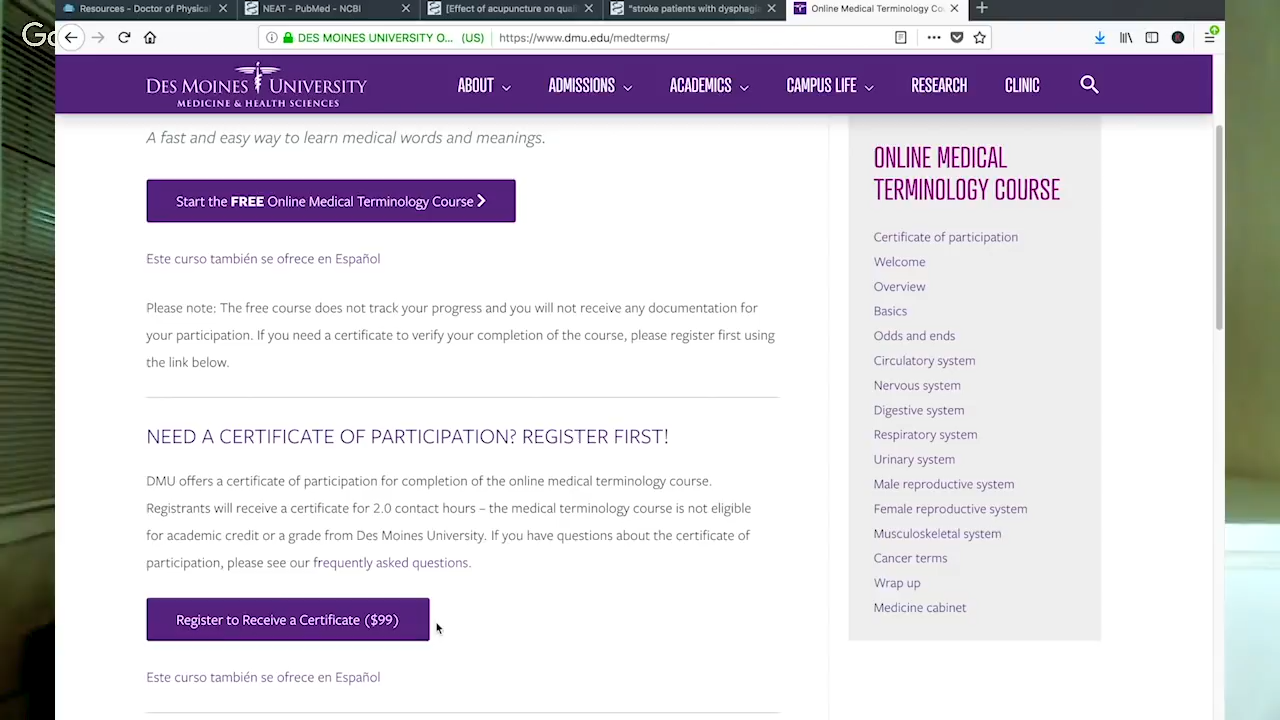 Resources - Doctor of Physical
NEAT - PubMed - NCBI
[Effect of acupuncture on quali
"stroke patients with dysphagia
Online Medical Terminology Co
Go
DES MOINES UNIVERSITY O... (US)
https://www.dmu.edu/medterms/
DES MOINES UNIVERSITY
MEDICINE & HEALTH SCIENCES
ABOUT
ADMISSIONS
ACADEMICS
CAMPUS LIFE
RESEARCH
CLINIC
A fast and easy way to learn medical words and meanings.
Start the FREE Online Medical Terminology Course
Este curso también se ofrece en Español
Please note: The free course does not track your progress and you will not receive any documentation for
your participation. If you need a certificate to verify your completion of the course, please register first using
the link below.
NEED A CERTIFICATE OF PARTICIPATION? REGISTER FIRST!
DMU offers a certificate of participation for completion of the online medical terminology course.
Registrants will receive a certificate for 2.0 contact hours – the medical terminology course is not eligible
for academic credit or a grade from Des Moines University. If you have questions about the certificate of
participation, please see our frequently asked questions.
Register to Receive a Certificate ($99)
Este curso también se ofrece en Español
ONLINE MEDICAL
TERMINOLOGY COURSE
Certificate of participation
Welcome
Overview
Basics
Odds and ends
Circulatory system
Nervous system
Digestive system
Respiratory system
Urinary system
Male reproductive system
Female reproductive system
Musculoskeletal system
Cancer terms
Wrap up
Medicine cabinet